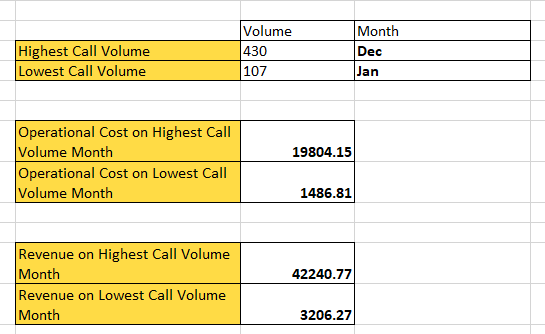 Volume Month
Highest Call Volume 430 Dec
Lowest Call Volume 107 Jan
Operational Cost on Highest Call
Volume Month 19804.15
Operational Cost on Lowest Call
Volume Month 1486.81
Revenue on Highest Call Volume
Month 42240.77
Revenue on Lowest Call Volume
Month 3206.27